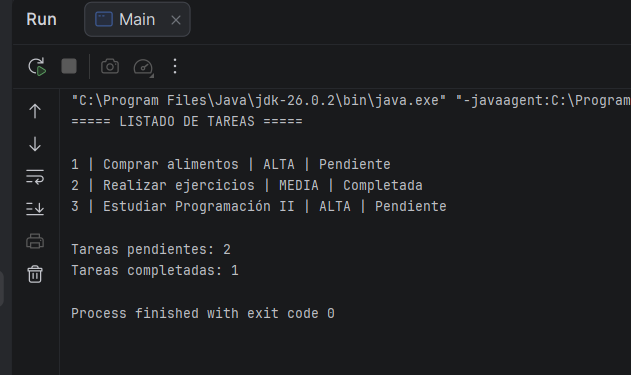 Run
Main
"C:\Program Files\Java\jdk-26.0.2\bin\java.exe" "-javaagent:C:\Program
===== LISTADO DE TAREAS =====
1 | Comprar alimentos | ALTA | Pendiente
2 | Realizar ejercicios | MEDIA | Completada
3 | Estudiar Programación II | ALTA | Pendiente
Tareas pendientes: 2
Tareas completadas: 1
Process finished with exit code 0